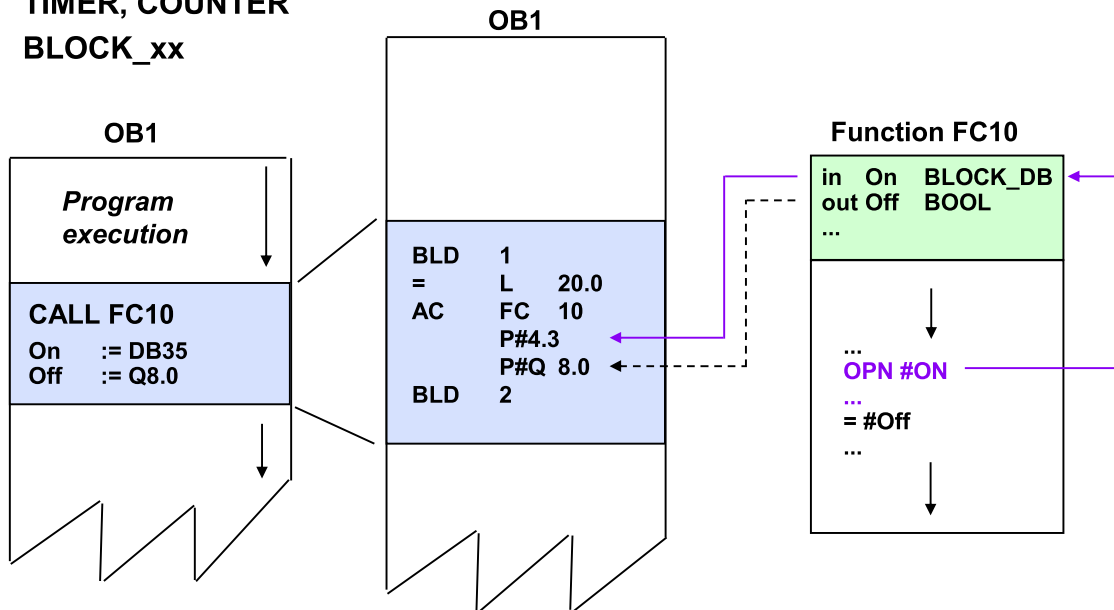 TIMER, COUNTER
BLOCK_xx
OB1
Program
execution
CALL FC10
On := DB35
Off := Q8.0
OB1
BLD 1
= L 20.0
AC FC 10
P#4.3
P#Q 8.0
BLD 2
Function FC10
in On BLOCK_DB
out Off BOOL
...
...
OPN #ON
...
= #Off
...